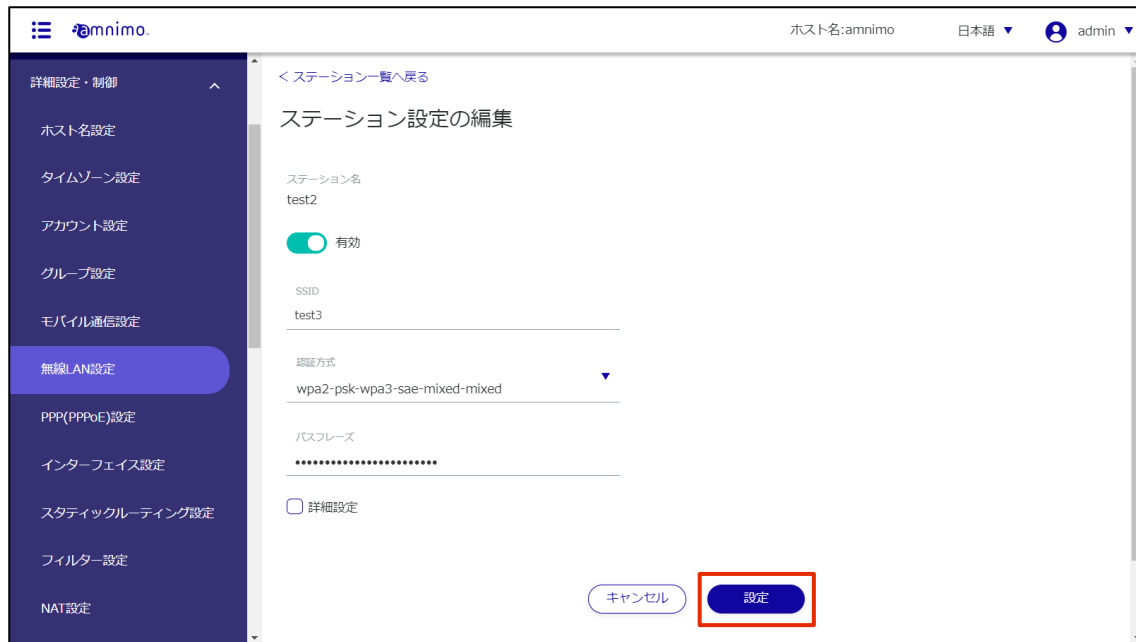 amnimo.
ホスト名:amnimo
日本語 ▼
admin ▼
詳細設定・制御
ホスト名設定
タイムゾーン設定
アカウント設定
グループ設定
モバイル通信設定
無線LAN設定
PPP(PPPoE)設定
インターフェイス設定
スタティックルーティング設定
フィルター設定
NAT設定
< ステーション一覧へ戻る
ステーション設定の編集
ステーション名
test2
有効
SSID
test3
認証方式
wpa2-psk-wpa3-sae-mixed-mixed
パスフレーズ
••••••••••••••••••••••••
詳細設定
キャンセル
設定